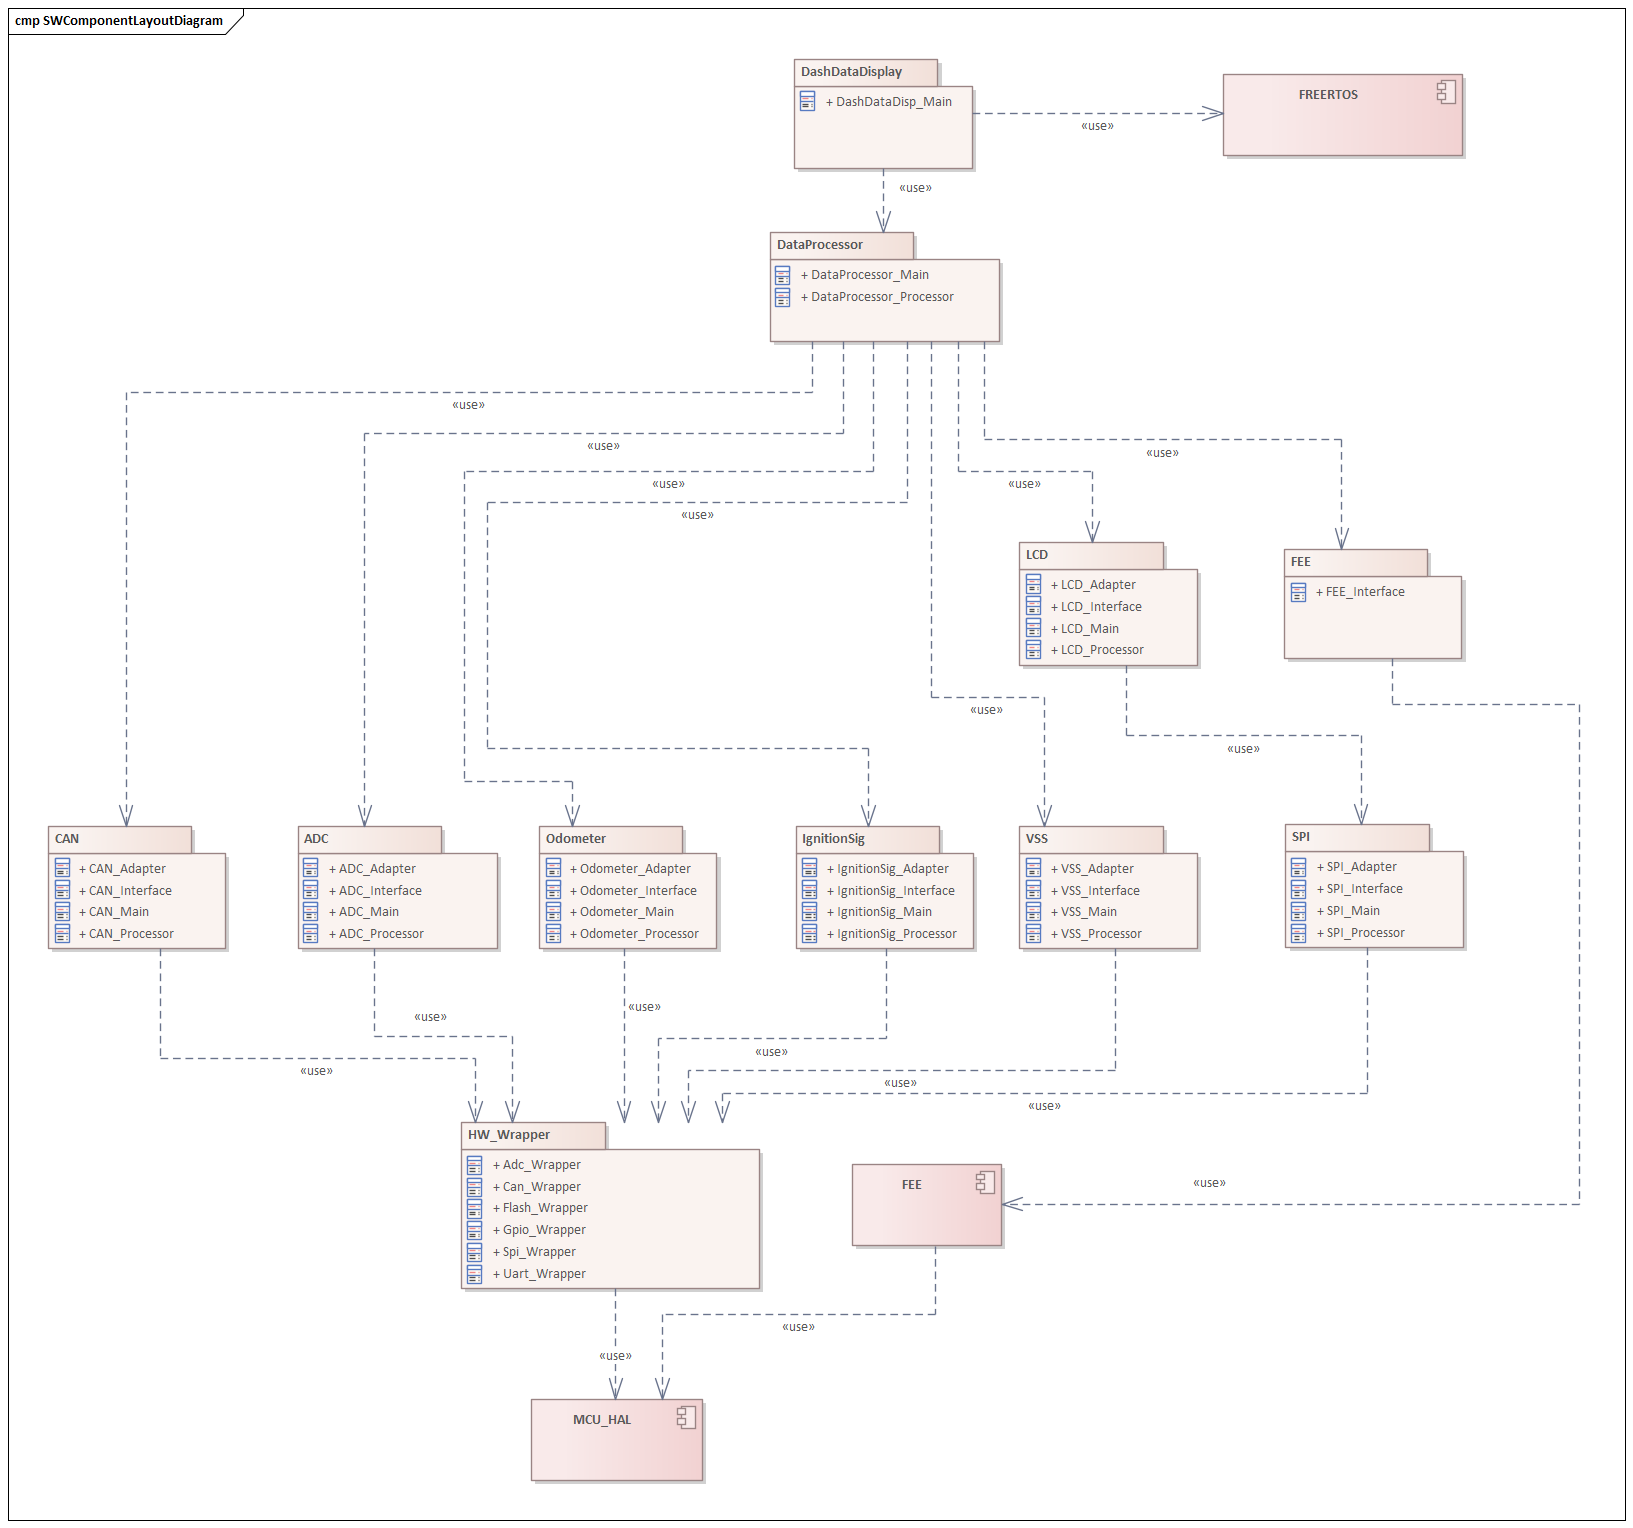 cmp SWComponentLayoutDiagram
DashDataDisplay
+ DashDataDisp_Main
FREERTOS
«use»
«use»
DataProcessor
+ DataProcessor_Main
+ DataProcessor_Processor
«use»
«use»
«use»
«use»
«use»
«use»
«use»
LCD
+ LCD_Adapter
+ LCD_Interface
+ LCD_Main
+ LCD_Processor
FEE
+ FEE_Interface
«use»
CAN
+ CAN_Adapter
+ CAN_Interface
+ CAN_Main
+ CAN_Processor
ADC
+ ADC_Adapter
+ ADC_Interface
+ ADC_Main
+ ADC_Processor
Odometer
+ Odometer_Adapter
+ Odometer_Interface
+ Odometer_Main
+ Odometer_Processor
IgnitionSig
+ IgnitionSig_Adapter
+ IgnitionSig_Interface
+ IgnitionSig_Main
+ IgnitionSig_Processor
VSS
+ VSS_Adapter
+ VSS_Interface
+ VSS_Main
+ VSS_Processor
SPI
+ SPI_Adapter
+ SPI_Interface
+ SPI_Main
+ SPI_Processor
«use»
«use»
«use»
«use»
«use»
«use»
HW_Wrapper
+ Adc_Wrapper
+ Can_Wrapper
+ Flash_Wrapper
+ Gpio_Wrapper
+ Spi_Wrapper
+ Uart_Wrapper
FEE
«use»
«use»
«use»
MCU_HAL